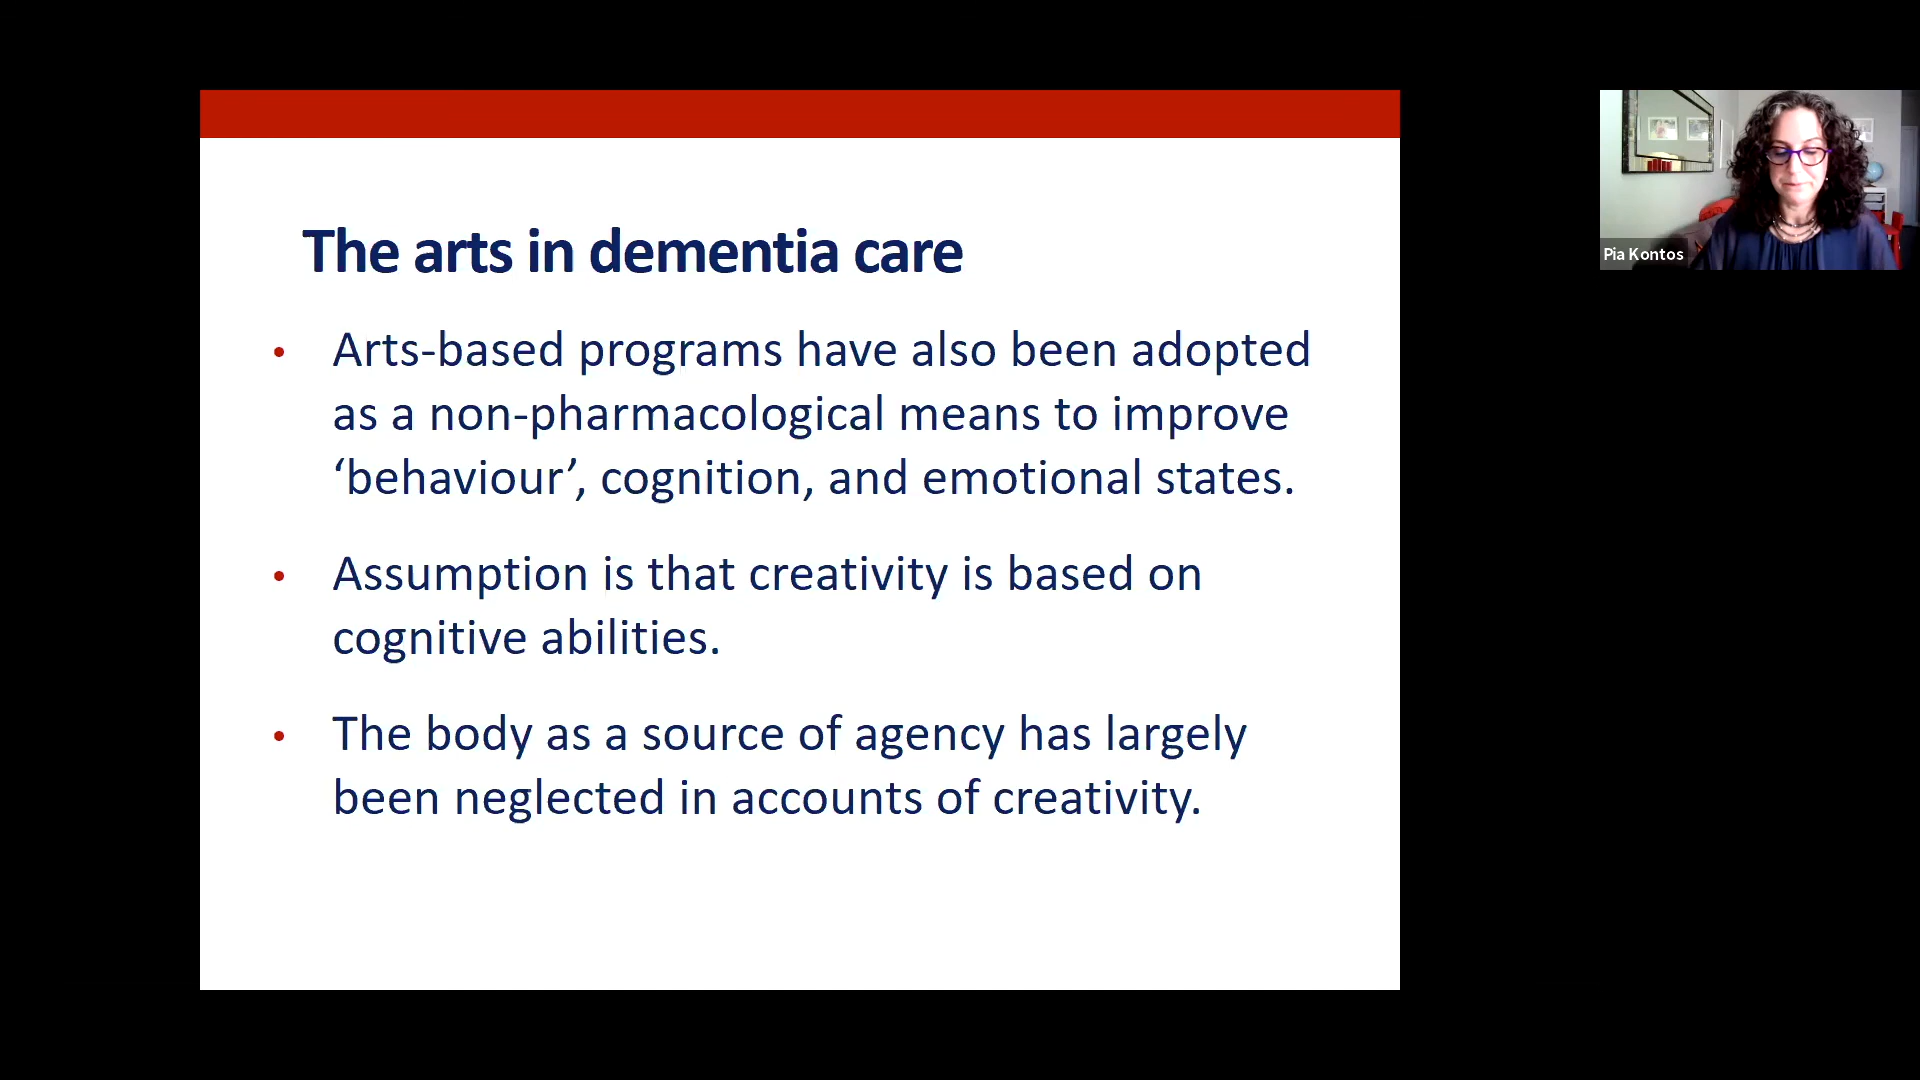 The arts in dementia care
• Arts-based programs have also been adopted
as a non-pharmacological means to improve
‘behaviour’, cognition, and emotional states.
• Assumption is that creativity is based on
cognitive abilities.
• The body as a source of agency has largely
been neglected in accounts of creativity.
Pia Kontos